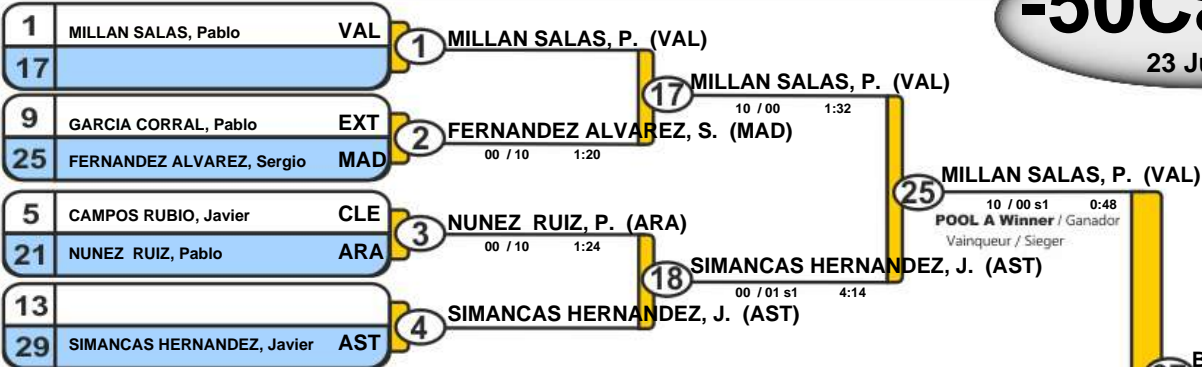 1 MILLAN SALAS, Pablo VAL
17
9 GARCIA CORRAL, Pablo EXT
25 FERNANDEZ ALVAREZ, Sergio MAD
5 CAMPOS RUBIO, Javier CLE
21 NUNEZ RUIZ, Pablo ARA
13
29 SIMANCAS HERNANDEZ, Javier AST
1 MILLAN SALAS, P. (VAL)
2 FERNANDEZ ALVAREZ, S. (MAD)
00 / 10 1:20
3 NUNEZ RUIZ, P. (ARA)
00 / 10 1:24
4 SIMANCAS HERNANDEZ, J. (AST)
17 MILLAN SALAS, P. (VAL)
10 / 00 1:32
18 SIMANCAS HERNANDEZ, J. (AST)
00 / 01 s1 4:14
25 MILLAN SALAS, P. (VAL)
10 / 00 s1 0:48
POOL A Winner / Ganador
Vainqueur / Sieger
23